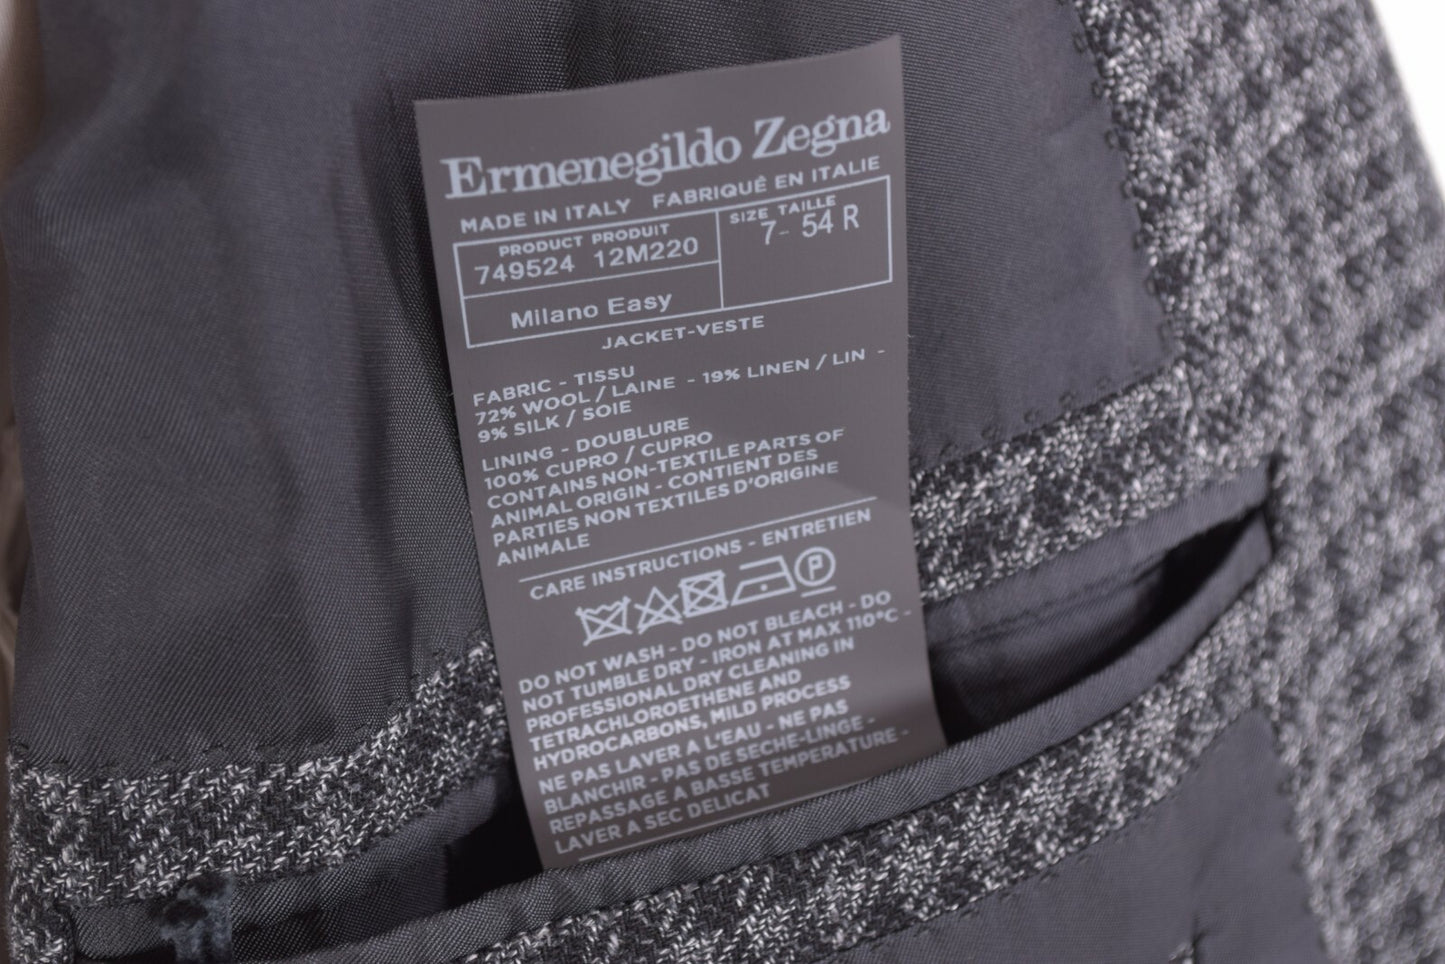 Ermenegildo Zegna
MADE IN ITALY FABRIQUÉ EN ITALIE
PRODUCT PRODUIT
749524 12M220
SIZE TAILLE
7- 54 R
Milano Easy
JACKET-VESTE
FABRIC - TISSU
72% WOOL / LAINE - 19% LINEN / LIN -
9% SILK / SOIE
LINING - DOUBLURE
100% CUPRO / CUPRO
CONTAINS NON-TEXTILE PARTS OF
ANIMAL ORIGIN - CONTIENT DES
PARTIES NON TEXTILES D'ORIGINE
ANIMALE
CARE INSTRUCTIONS - ENTRETIEN
P
DO NOT WASH - DO NOT BLEACH - DO
NOT TUMBLE DRY - IRON AT MAX 110°C -
PROFESSIONAL DRY CLEANING IN
TETRACHLOROETHENE AND
HYDROCARBONS, MILD PROCESS
NE PAS LAVER A L'EAU - NE PAS
BLANCHIR - PAS DE SECHE-LINGE -
REPASSAGE A BASSE TEMPERATURE -
LAVER A SEC DELICAT